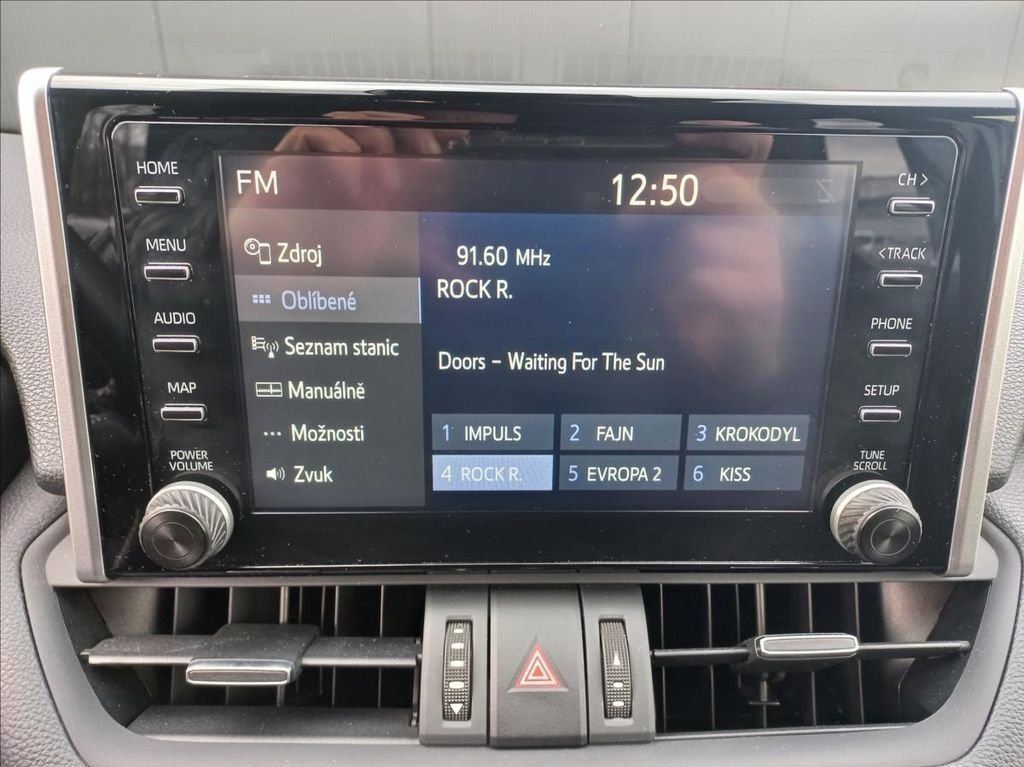 HOME
MENU
AUDIO
MAP
POWER
VOLUME
FM
12:50
Zdroj
Oblíbené
Seznam stanic
Manuálně
Možnosti
Zvuk
91.60 MHz
ROCK R.
Doors – Waiting For The Sun
1 IMPULS
2 FAJN
3 KROKODYL
4 ROCK R.
5 EVROPA 2
6 KISS
CH >
< TRACK
PHONE
SETUP
TUNE
SCROLL